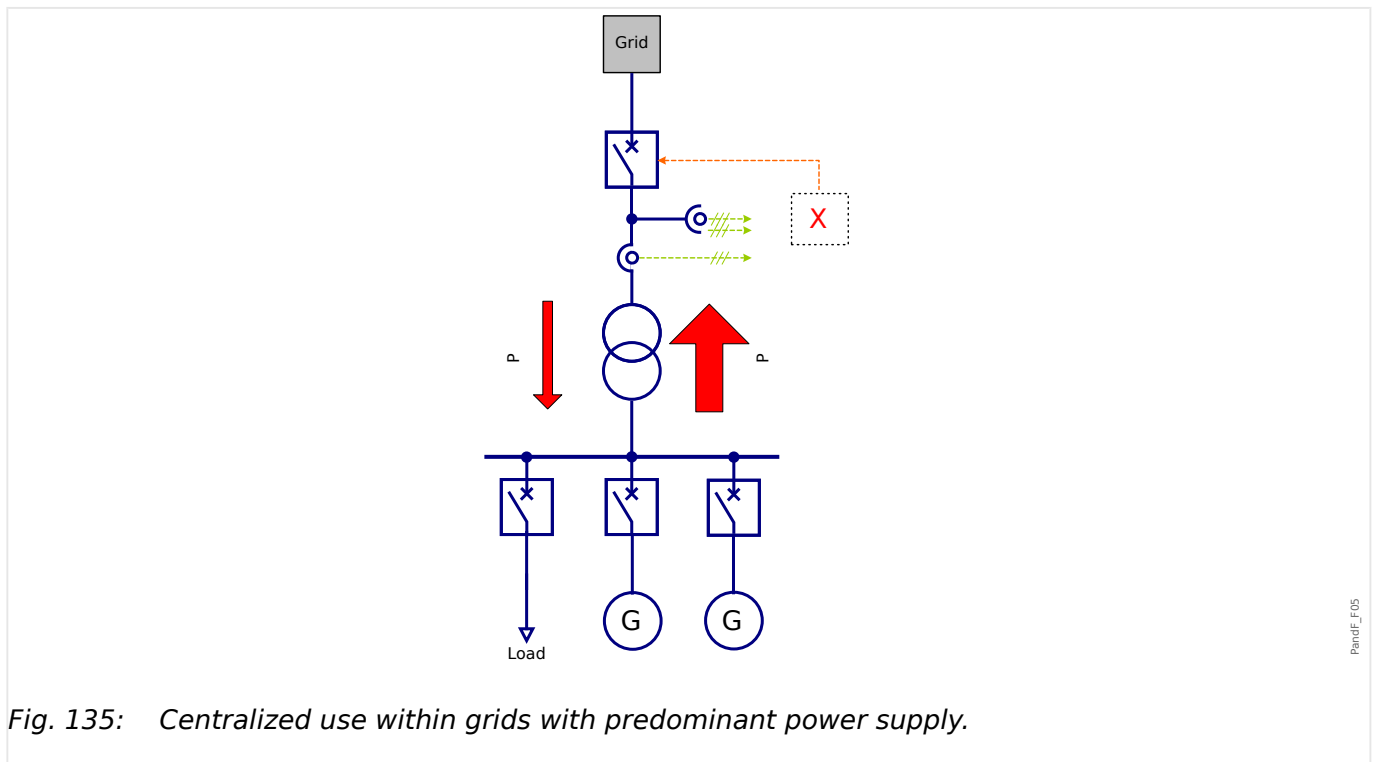 Grid
X
P
P
G
G
Load
PandF_F05
Fig. 135: Centralized use within grids with predominant power supply.